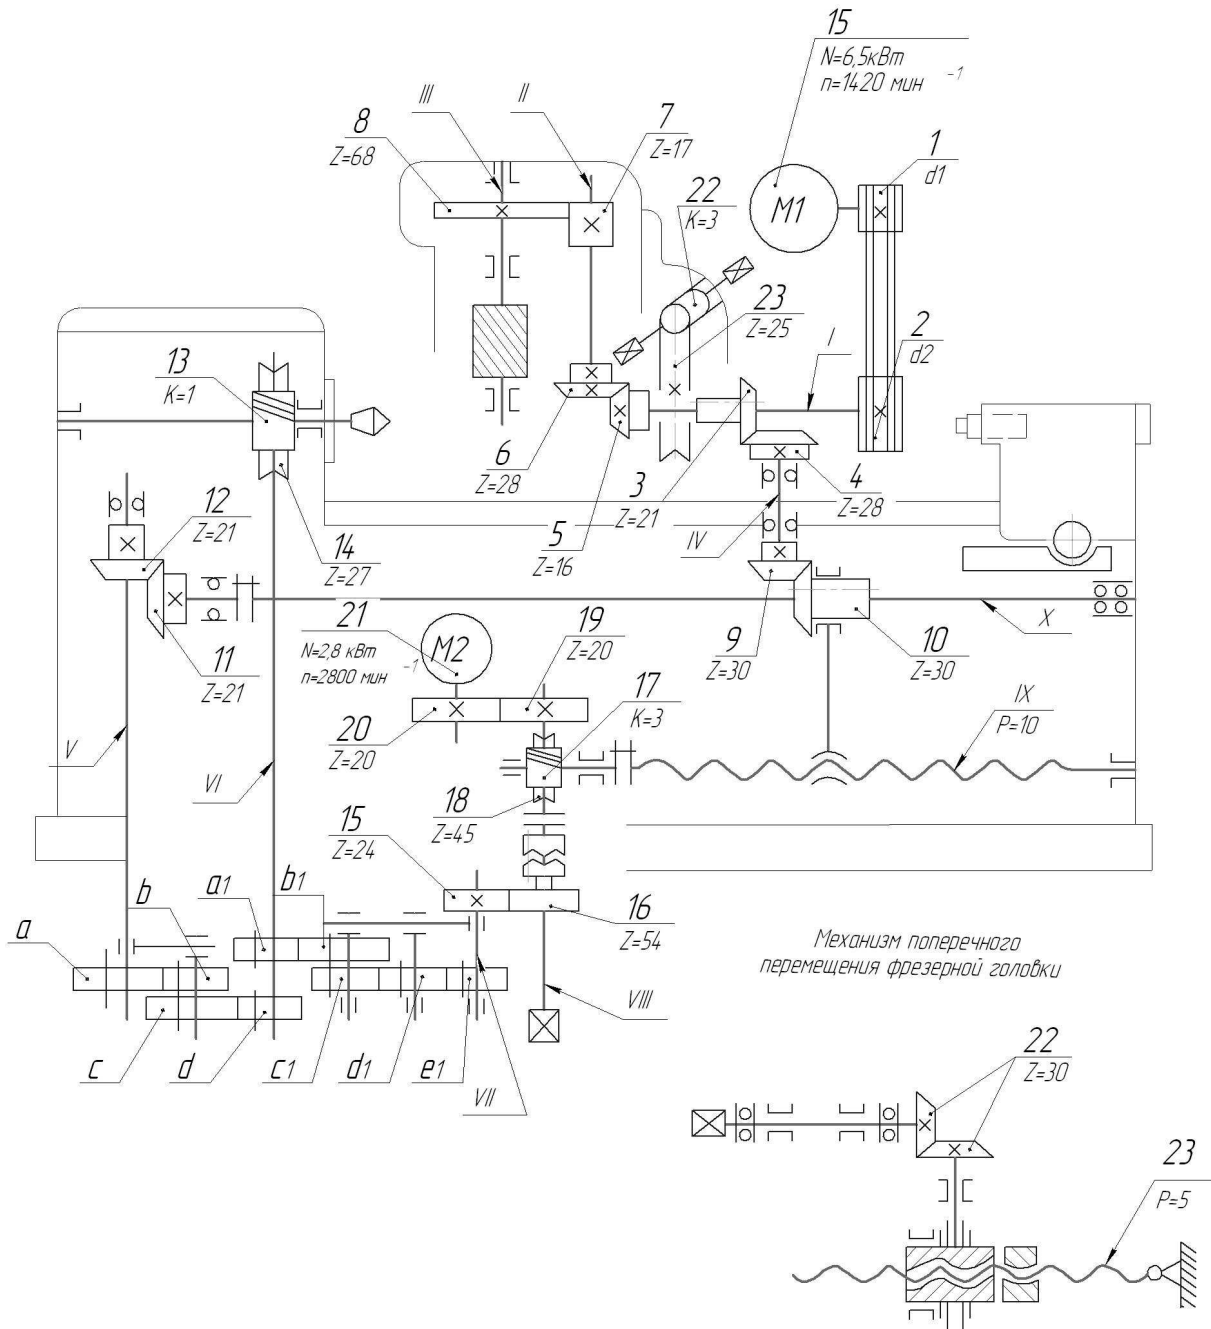 15
N=6,5кВт
n=1420 мин -1
III
II
8
Z=68
7
Z=17
1
d1
22
K=3
M1
23
Z=25
I
2
d2
13
K=1
6
Z=28
3
Z=21
4
Z=28
12
Z=21
14
Z=27
5
Z=16
IV
X
21
N=2,8 кВт
n=2800 мин -1
M2
19
Z=20
9
Z=30
10
Z=30
11
Z=21
17
K=3
IX
P=10
20
Z=20
V
VI
18
Z=45
15
Z=24
b
a1
b1
16
Z=54
a
Механизм поперечного
перемещения фрезерной головки
VIII
c
d
c1
d1
e1
VII
22
Z=30
23
P=5